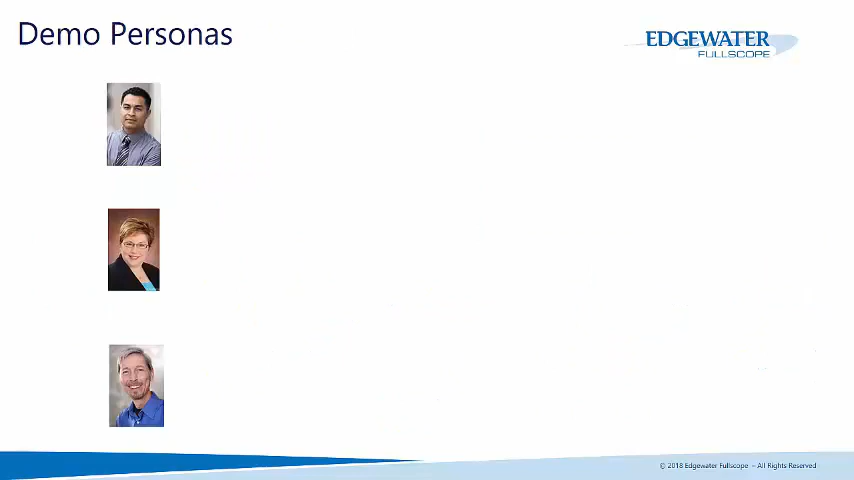 Demo Personas
EDGEWATER
FULLSCOPE
© 2018 Edgewater Fullscope – All Rights Reserved